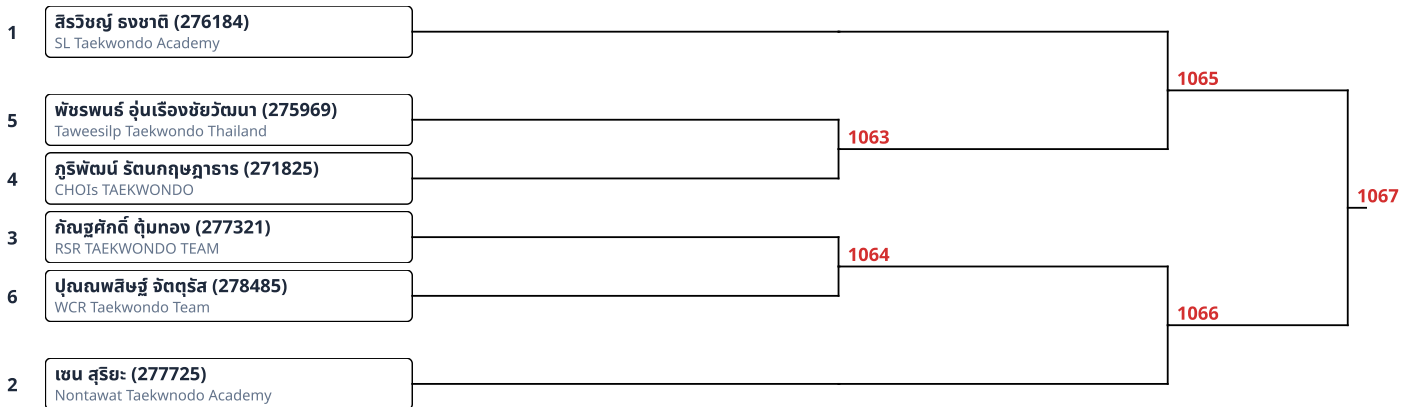 1
สิรวิชญ์ ธงชาติ (276184)
SL Taekwondo Academy
1065
5
พัชรพนธ์ อุ่นเรืองชัยวัฒนา (275969)
Taweesilp Taekwondo Thailand
1063
4
ภูริพัฒน์ รัตนกฤษฎาธาร (271825)
CHOIs TAEKWONDO
1067
3
กัณฐศักดิ์ ตุ้มทอง (277321)
RSR TAEKWONDO TEAM
1064
6
ปุณณพสิษฐ์ จัตตุรัส (278485)
WCR Taekwondo Team
1066
2
เซน สุริยะ (277725)
Nontawat Taekwnodo Academy